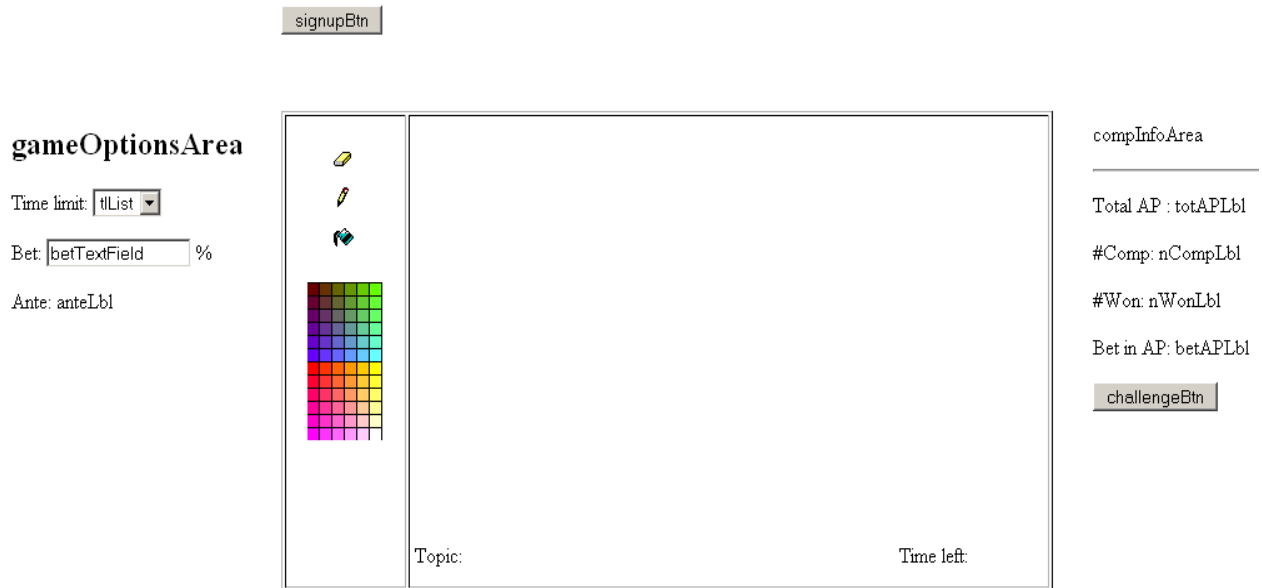 signupBtn
gameOptionsArea
Time limit: tlList
Bet: betTextField %
Ante: anteLbl
Topic:
Time left:
compInfoArea
Total AP : totAPLbl
#Comp: nCompLbl
#Won: nWonLbl
Bet in AP: betAPLbl
challengeBtn